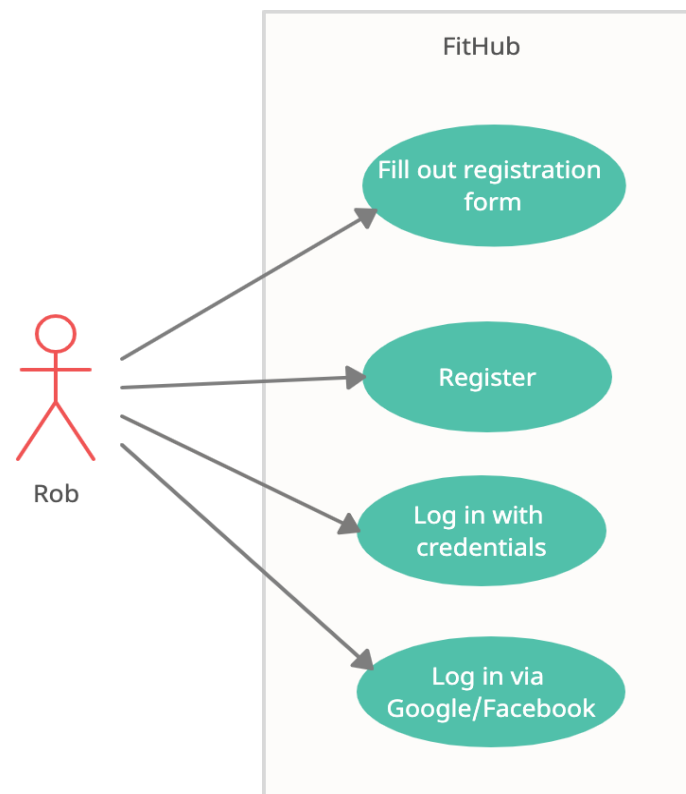 FitHub
Fill out registration
form
Register
Rob
Log in with
credentials
Log in via
Google/Facebook